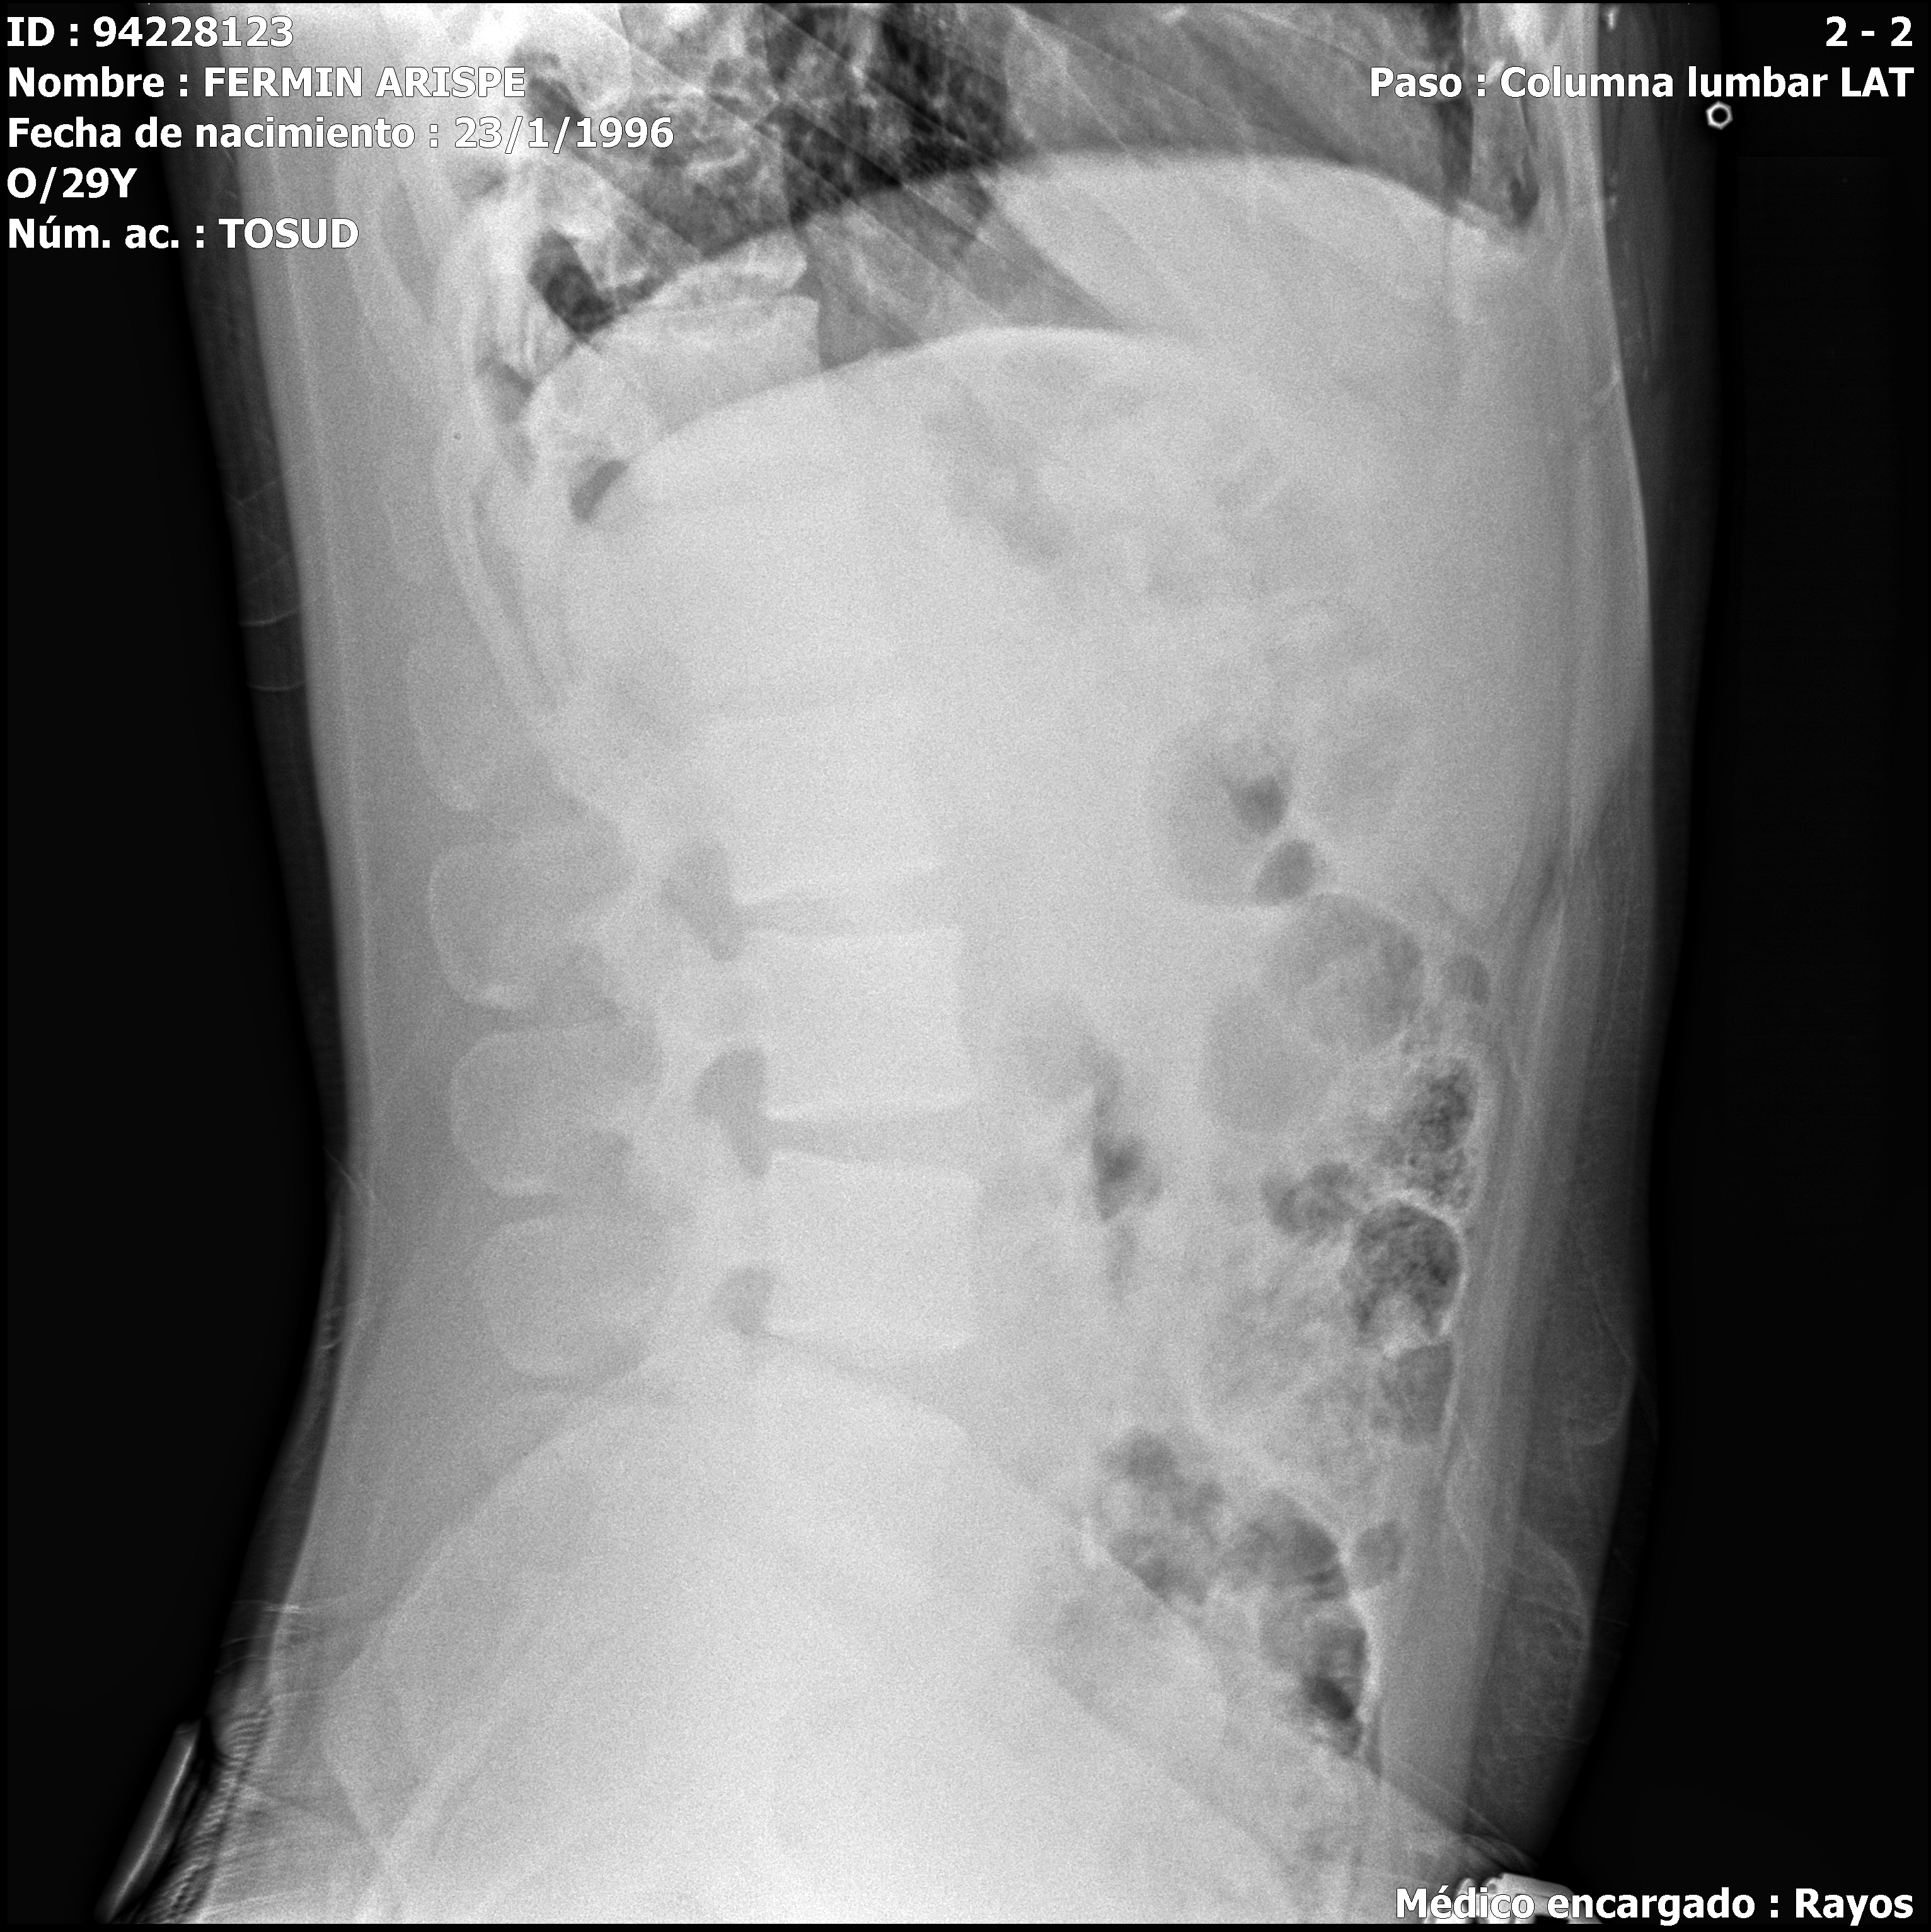 ID : 94228123
Nombre : FERMIN ARISPE
Fecha de nacimiento : 23/1/1996
O/29Y
Núm. ac. : TOSUD
2 - 2
Paso : Columna lumbar LAT
Médico encargado : Rayos